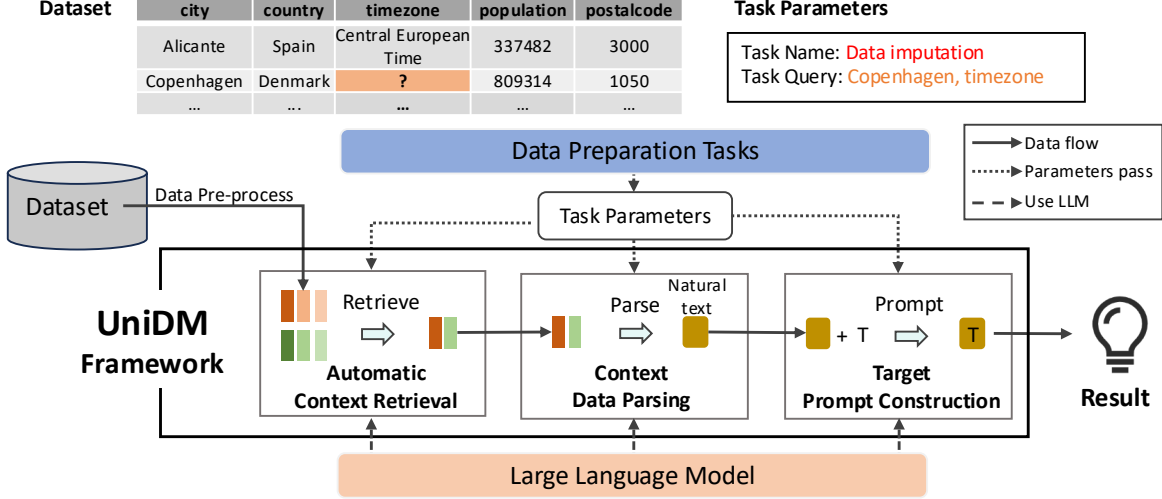 Dataset
city country timezone population postalcode
Alicante Spain Central European Time 337482 3000
Copenhagen Denmark ? 809314 1050
... ... ... ... ...
Task Parameters
Task Name: Data imputation
Task Query: Copenhagen, timezone
Data Preparation Tasks
Data flow
Parameters pass
Use LLM
Dataset
Data Pre-process
Task Parameters
UniDM
Framework
Retrieve
Automatic
Context Retrieval
Parse
Natural
text
Context
Data Parsing
Prompt
+ T
T
Target
Prompt Construction
Result
Large Language Model